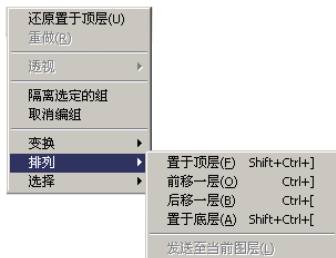 还原置于顶层(U)
重做(R)
透视
隔离选定的组
取消编组
变换
排列
选择
置于顶层(F) Shift+Ctrl+]
前移一层(O) Ctrl+]
后移一层(B) Ctrl+[
置于底层(A) Shift+Ctrl+[
发送至当前图层(L)